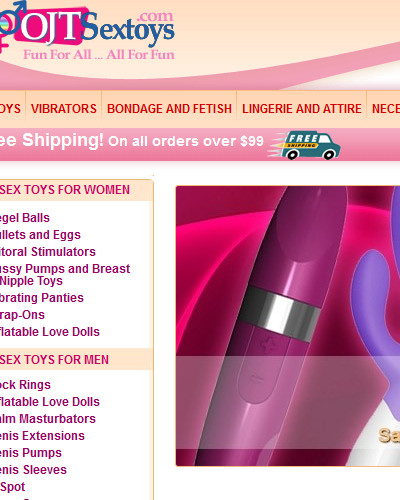 OJTSextoys.com
Fun For All ... All For Fun
OYS VIBRATORS BONDAGE AND FETISH LINGERIE AND ATTIRE NECE
ee Shipping! On all orders over $99 FREE SHIPPING
SEX TOYS FOR WOMEN
egel Balls
ullets and Eggs
itoral Stimulators
ussy Pumps and Breast
Nipple Toys
brating Panties
rap-Ons
flatable Love Dolls
SEX TOYS FOR MEN
ock Rings
flatable Love Dolls
alm Masturbators
enis Extensions
enis Pumps
enis Sleeves
Spot
Sa